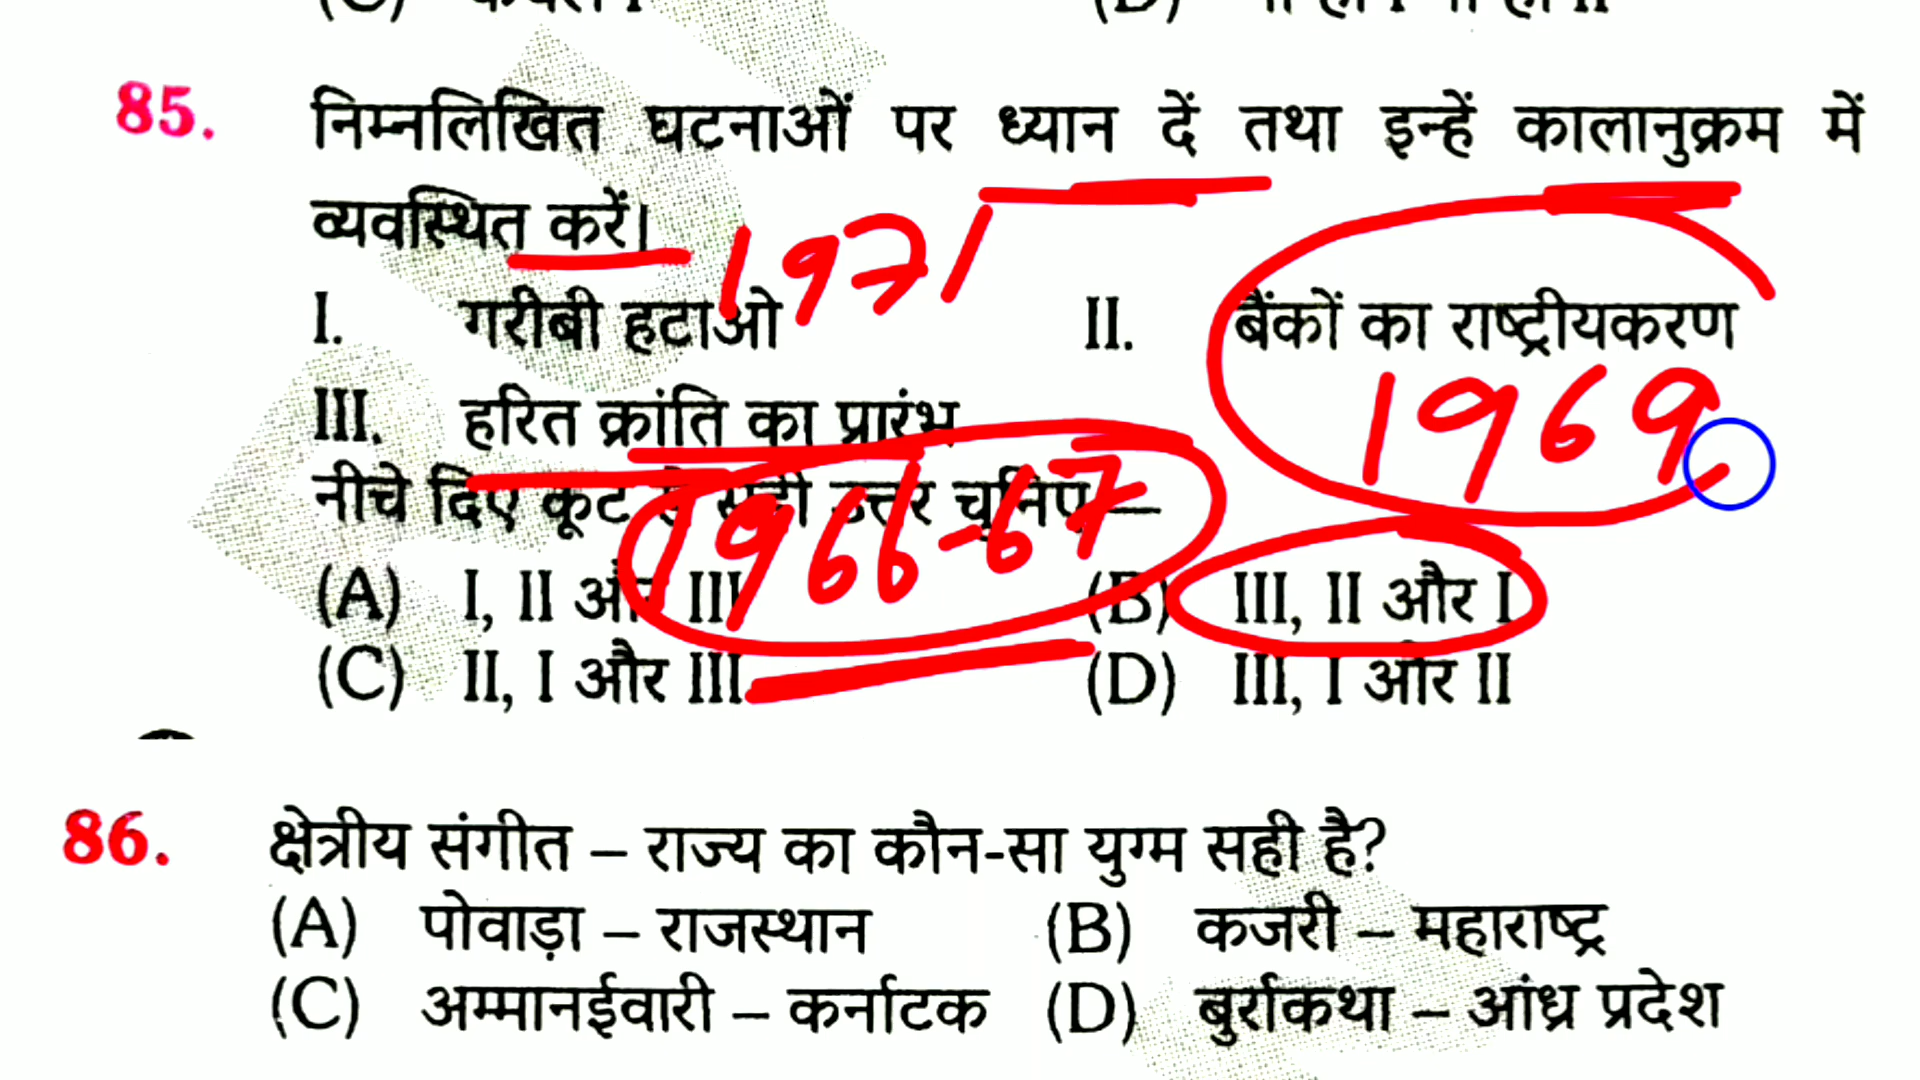 85. निम्नलिखित घटनाओं पर ध्यान दें तथा इन्हें कालानुक्रम में
व्यवस्थित करें।
1971
I. गरीबी हटाओ II. बैंकों का राष्ट्रीयकरण
1969
III. हरित क्रांति का प्रारंभ
नीचे दिए कूट से सही उत्तर चुनिए—
1966-67
(A) I, II और III (B) III, II और I
(C) II, I और III (D) III, I और II
86. क्षेत्रीय संगीत – राज्य का कौन-सा युग्म सही है?
(A) पोवाड़ा – राजस्थान (B) कजरी – महाराष्ट्र
(C) अम्मानईवारी – कर्नाटक (D) बुर्राकथा – आंध्र प्रदेश